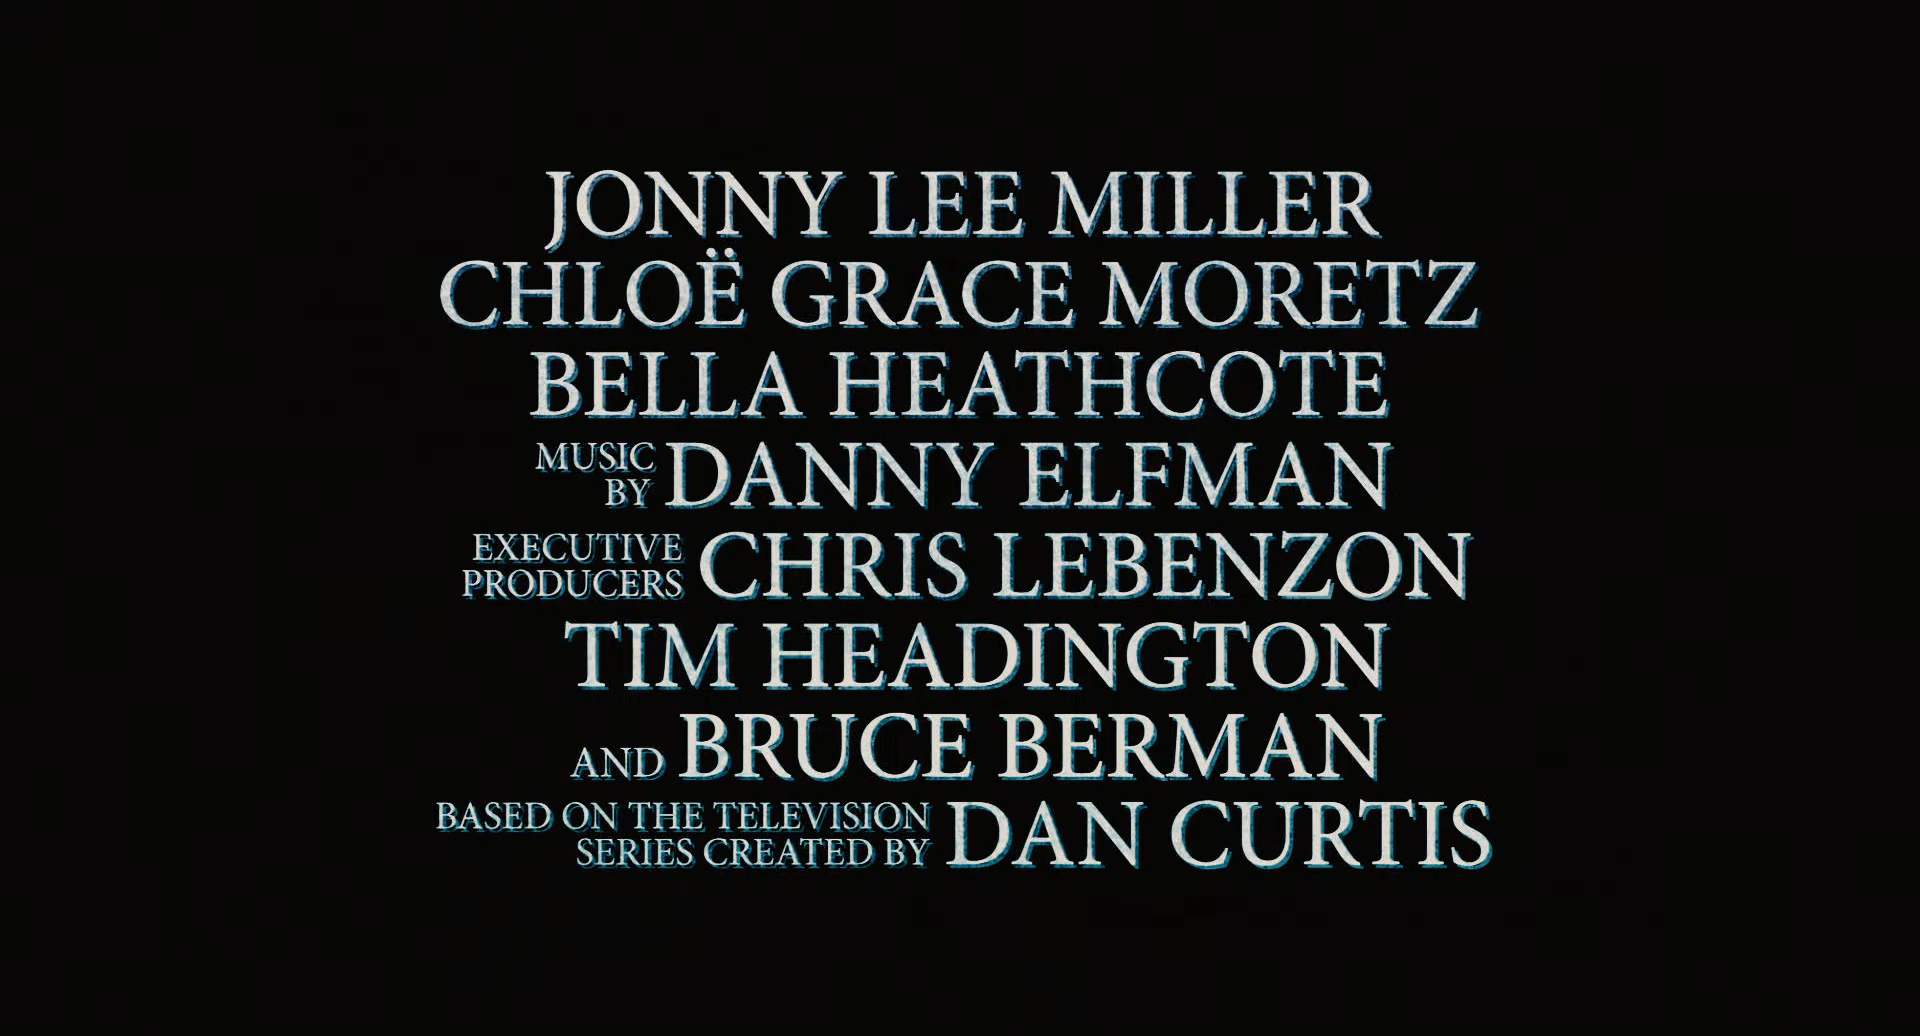 JONNY LEE MILLER
CHLOË GRACE MORETZ
BELLA HEATHCOTE
MUSIC BY DANNY ELFMAN
EXECUTIVE PRODUCERS CHRIS LEBENZON
TIM HEADINGTON
AND BRUCE BERMAN
BASED ON THE TELEVISION SERIES CREATED BY DAN CURTIS